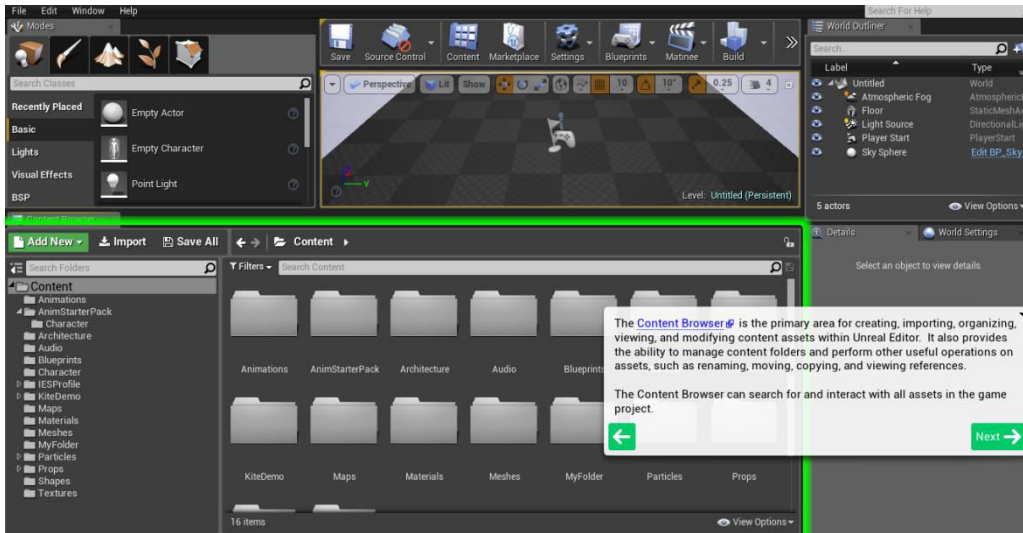 File Edit Window Help
Search For Help
Modes
Search Classes
Recently Placed
Basic
Lights
Visual Effects
BSP
Empty Actor
Empty Character
Point Light
Save Source Control Content Marketplace Settings Blueprints Matinee Build
Perspective Lit Show 10 10° 0.25 4
Y
Level: Untitled (Persistent)
World Outliner
Search...
Label Type
Untitled World
Atmospheric Fog
Floor
Light Source
Player Start PlayerStart
Sky Sphere Edit BP_Sky
5 actors View Options
Content Browser
Add New Import Save All Content
Search Folders
Filters Search Content
Content
Animations
AnimStarterPack
Character
Architecture
Audio
Blueprints
Character
IESProfile
KiteDemo
Maps
Materials
Meshes
MyFolder
Particles
Props
Shapes
Textures
Animations AnimStarterPack Architecture Audio Blueprints
KiteDemo Maps Materials Meshes MyFolder Particles Props
16 items View Options
Details World Settings
Select an object to view details.
The Content Browser is the primary area for creating, importing, organizing,
viewing, and modifying content assets within Unreal Editor. It also provides
the ability to manage content folders and perform other useful operations on
assets, such as renaming, moving, copying, and viewing references.
The Content Browser can search for and interact with all assets in the game
project.
Next